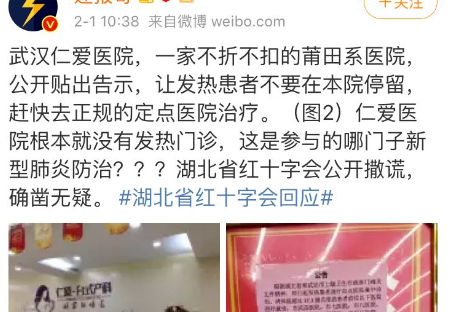 2-1 10:38 来自微博 weibo.com
+关注
武汉仁爱医院，一家不折不扣的莆田系医院，
公开贴出告示，让发热患者不要在本院停留，
赶快去正规的定点医院治疗。（图2）仁爱医
院根本就没有发热门诊，这是参与的哪门子新
型肺炎防治？？？湖北省红十字会公开撒谎，
确凿无疑。#湖北省红十字会回应#
公告